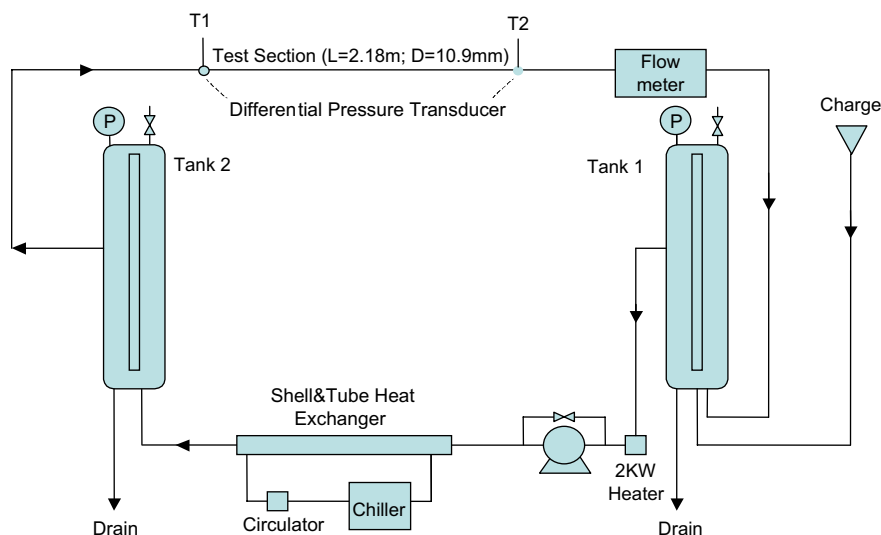 T1
T2
Test Section (L=2.18m; D=10.9mm)
Flow
meter
Differential Pressure Transducer
Charge
P
P
Tank 2
Tank 1
Shell&Tube Heat
Exchanger
2KW
Heater
Chiller
Circulator
Drain
Drain